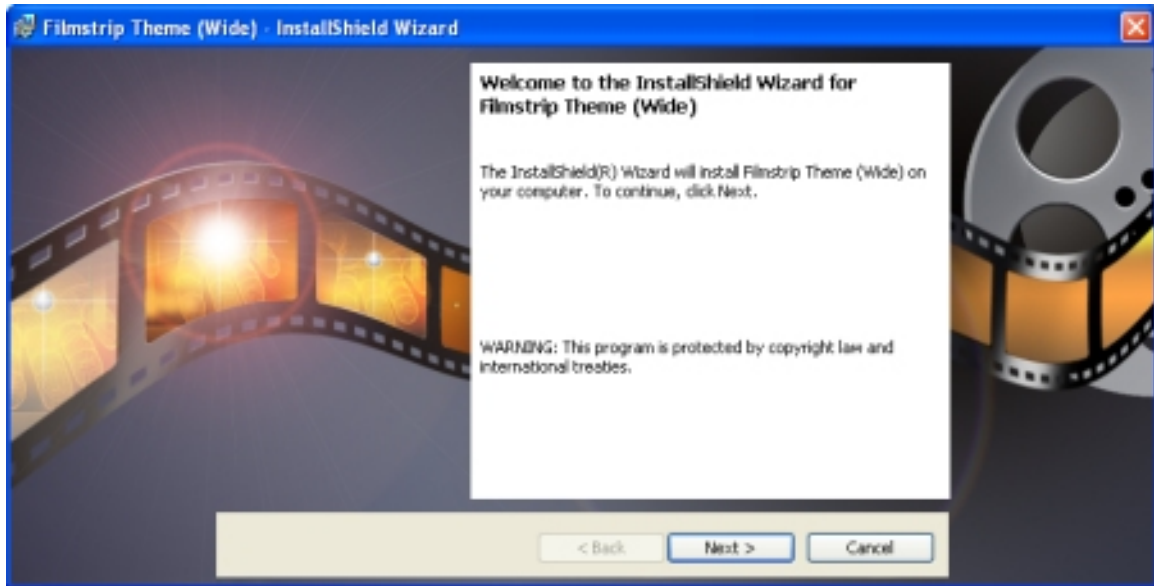 Filmstrip Theme (Wide) - InstallShield Wizard
Welcome to the InstallShield Wizard for
Filmstrip Theme (Wide)
The InstallShield(R) Wizard will install Filmstrip Theme (Wide) on
your computer. To continue, click Next.
WARNING: This program is protected by copyright law and
international treaties.
< Back
Next >
Cancel